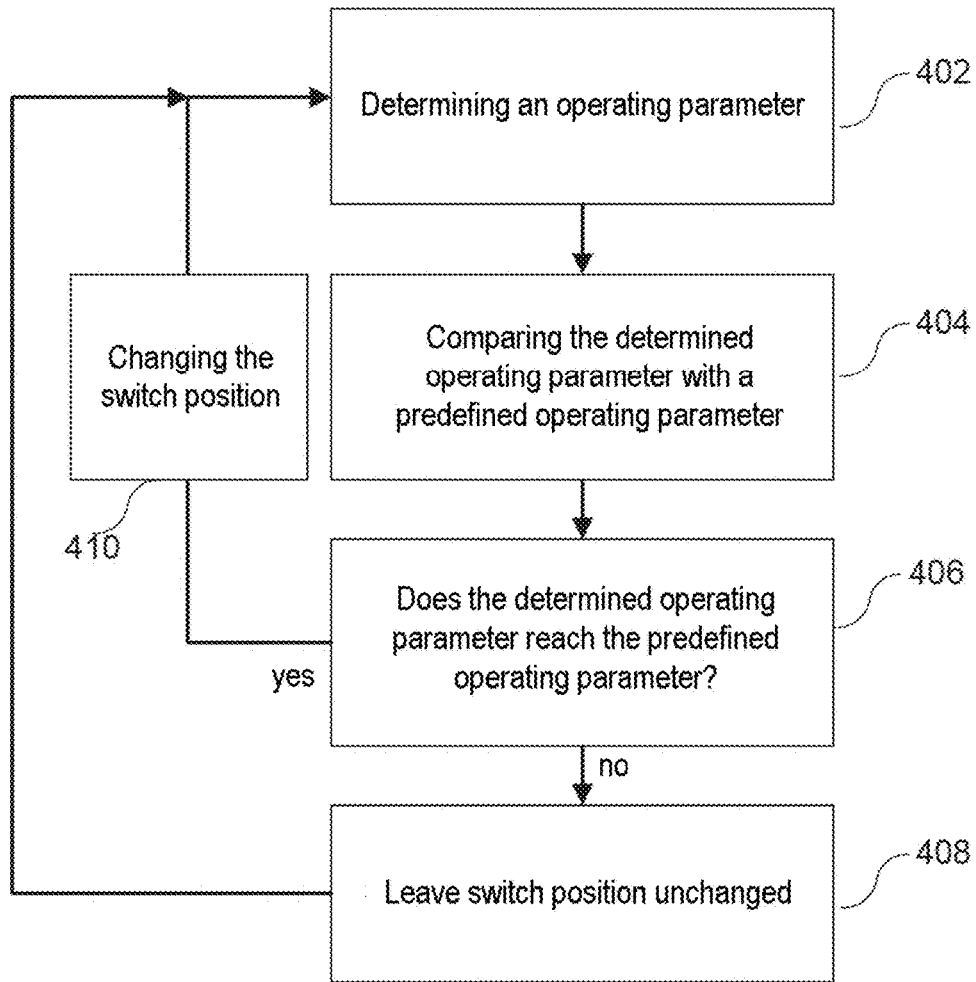 402
Determining an operating parameter
404
Comparing the determined
operating parameter with a
predefined operating parameter
Changing the
switch position
410
406
Does the determined operating
parameter reach the predefined
operating parameter?
yes
no
408
Leave switch position unchanged